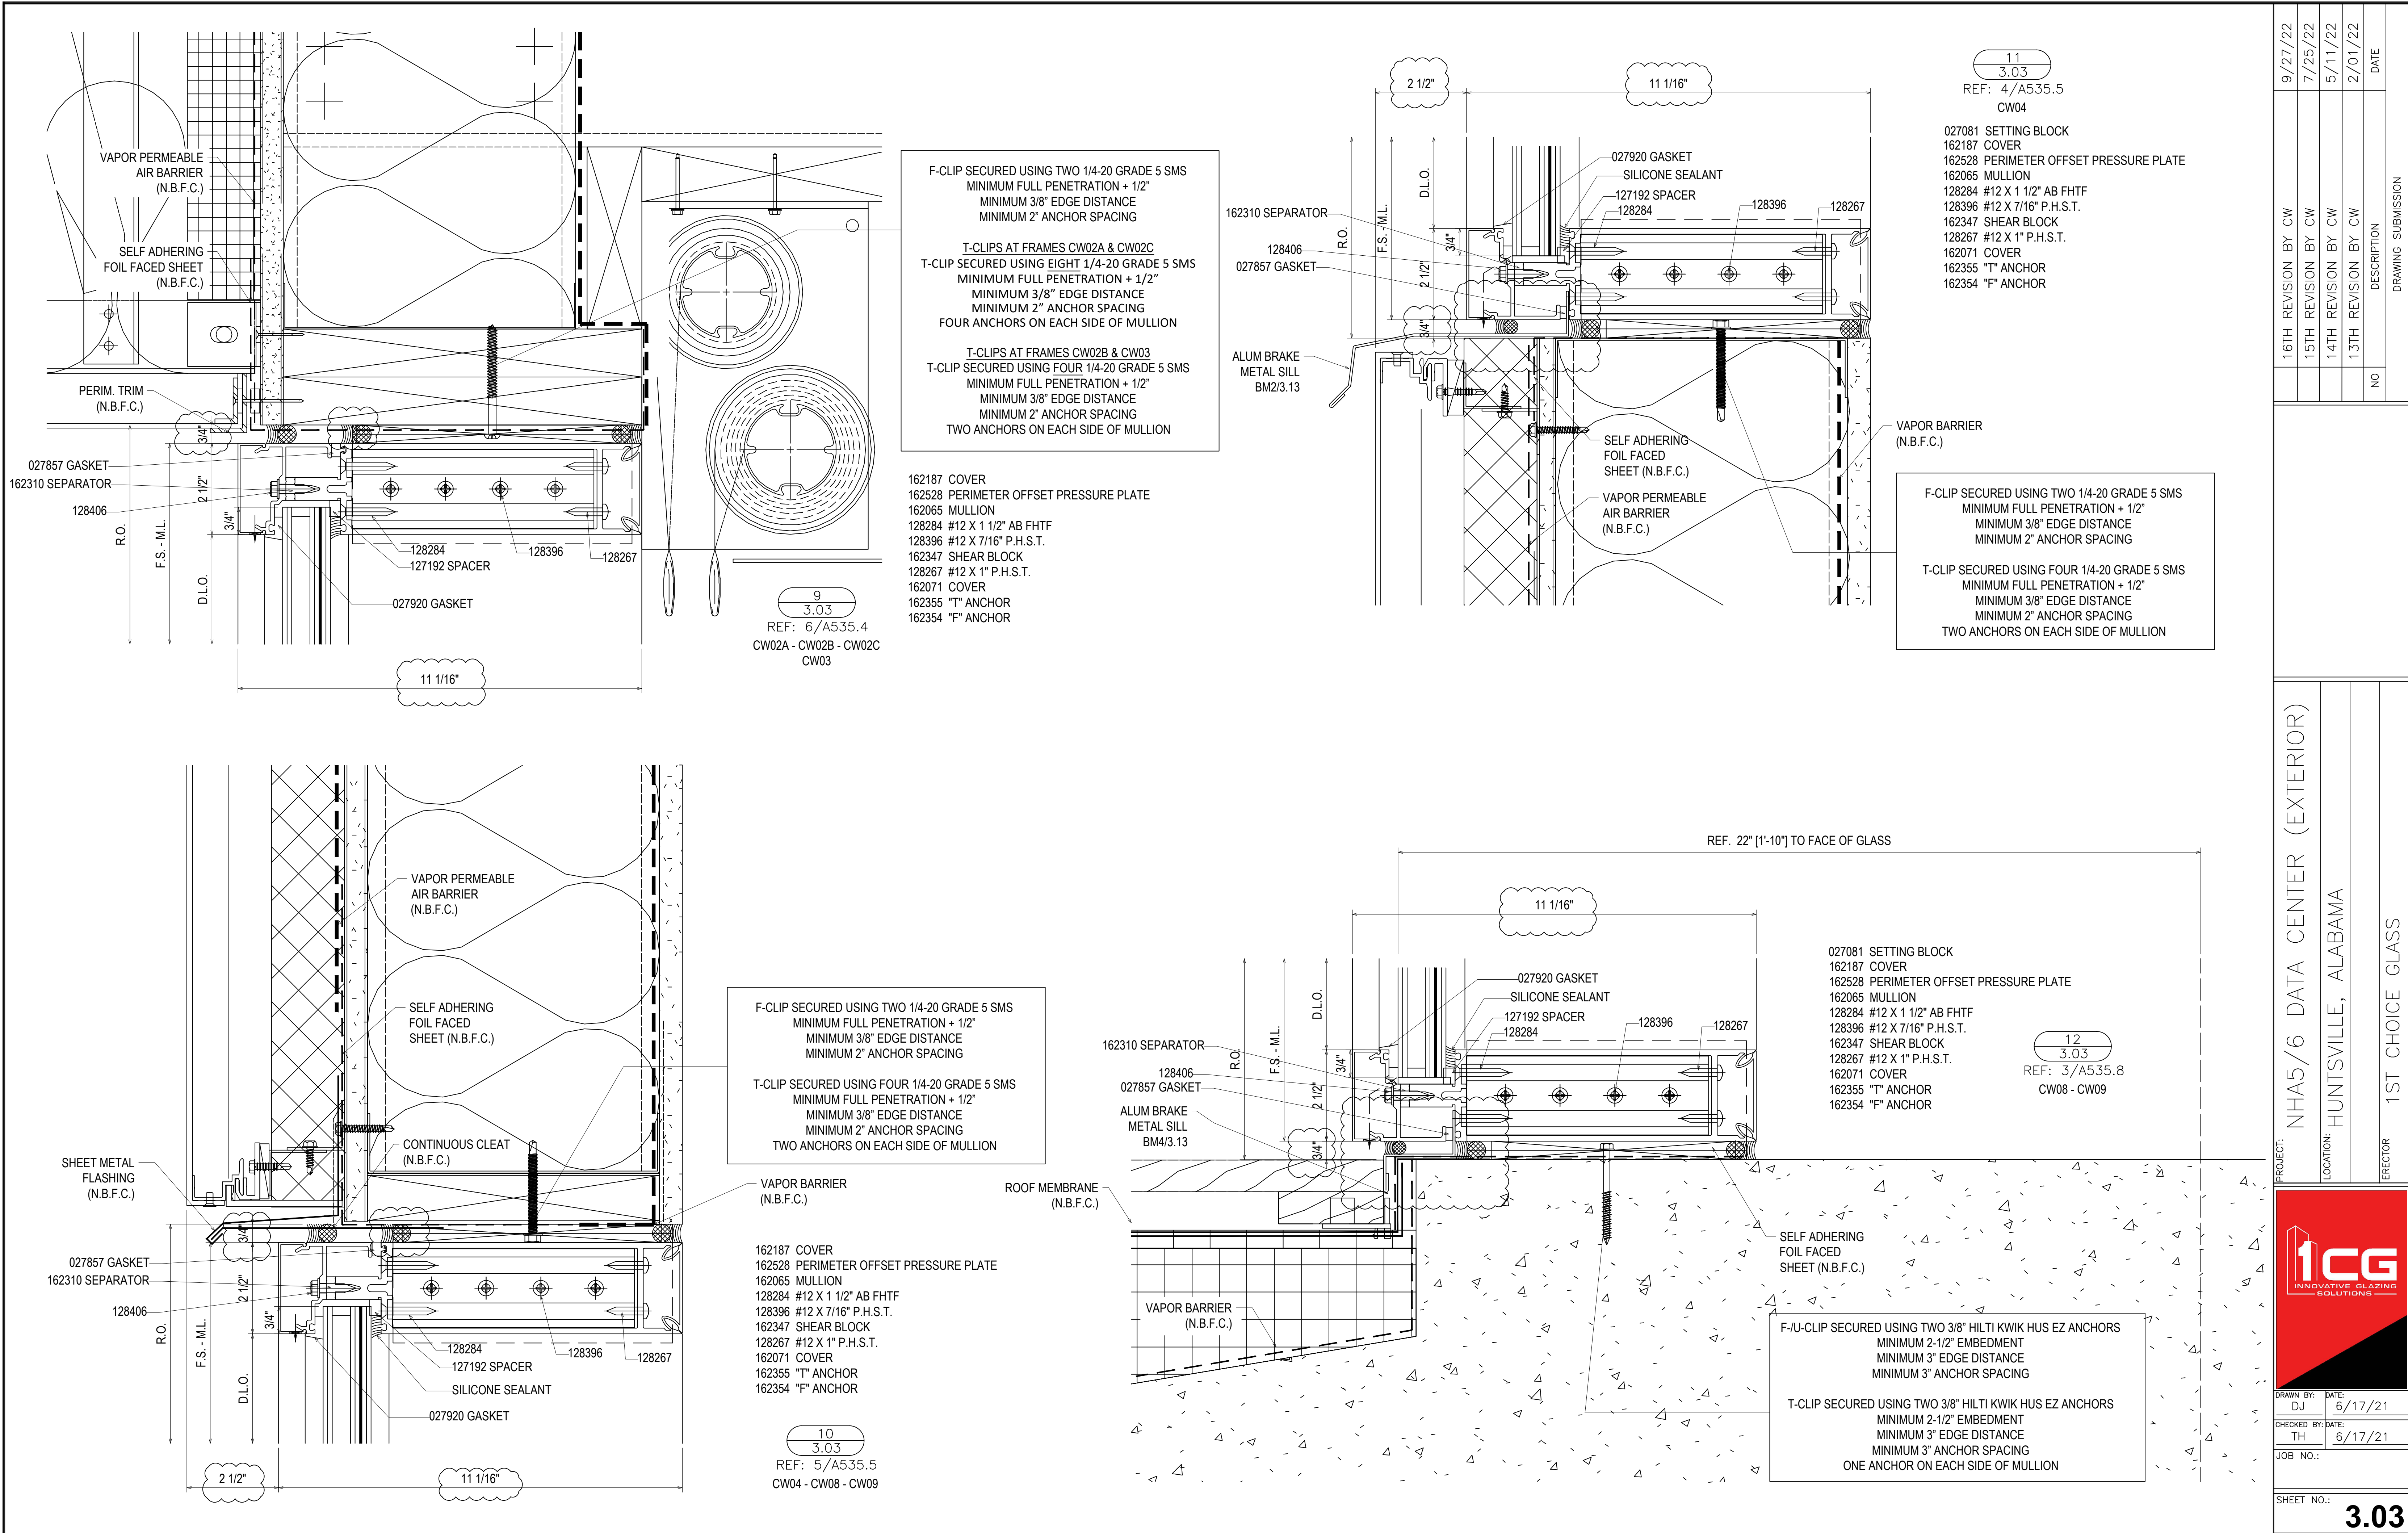 VAPOR PERMEABLE
AIR BARRIER
(N.B.F.C.)
SELF ADHERING
FOIL FACED SHEET
(N.B.F.C.)
PERIM. TRIM
(N.B.F.C.)
027857 GASKET
162310 SEPARATOR
128406
R.O.
F.S. - M.L.
D.L.O.
3/4"
2 1/2"
3/4"
128284
127192 SPACER
128396
128267
027920 GASKET
11 1/16"
F-CLIP SECURED USING TWO 1/4-20 GRADE 5 SMS
MINIMUM FULL PENETRATION + 1/2"
MINIMUM 3/8" EDGE DISTANCE
MINIMUM 2" ANCHOR SPACING
T-CLIPS AT FRAMES CW02A & CW02C
T-CLIP SECURED USING EIGHT 1/4-20 GRADE 5 SMS
MINIMUM FULL PENETRATION + 1/2"
MINIMUM 3/8" EDGE DISTANCE
MINIMUM 2" ANCHOR SPACING
FOUR ANCHORS ON EACH SIDE OF MULLION
T-CLIPS AT FRAMES CW02B & CW03
T-CLIP SECURED USING FOUR 1/4-20 GRADE 5 SMS
MINIMUM FULL PENETRATION + 1/2"
MINIMUM 3/8" EDGE DISTANCE
MINIMUM 2" ANCHOR SPACING
TWO ANCHORS ON EACH SIDE OF MULLION
162187 COVER
162528 PERIMETER OFFSET PRESSURE PLATE
162065 MULLION
128284 #12 X 1 1/2" AB FHTF
128396 #12 X 7/16" P.H.S.T.
162347 SHEAR BLOCK
128267 #12 X 1" P.H.S.T.
162071 COVER
162355 "T" ANCHOR
162354 "F" ANCHOR
9
3.03
REF: 6/A535.4
CW02A - CW02B - CW02C
CW03
2 1/2"
11 1/16"
11
3.03
REF: 4/A535.5
CW04
027081 SETTING BLOCK
162187 COVER
162528 PERIMETER OFFSET PRESSURE PLATE
162065 MULLION
128284 #12 X 1 1/2" AB FHTF
128396 #12 X 7/16" P.H.S.T.
162347 SHEAR BLOCK
128267 #12 X 1" P.H.S.T.
162071 COVER
162355 "T" ANCHOR
162354 "F" ANCHOR
027920 GASKET
SILICONE SEALANT
127192 SPACER
128284
128396
128267
162310 SEPARATOR
128406
027857 GASKET
R.O.
F.S. - M.L.
D.L.O.
3/4"
2 1/2"
3/4"
ALUM BRAKE
METAL SILL
BM2/3.13
SELF ADHERING
FOIL FACED
SHEET (N.B.F.C.)
VAPOR PERMEABLE
AIR BARRIER
(N.B.F.C.)
VAPOR BARRIER
(N.B.F.C.)
F-CLIP SECURED USING TWO 1/4-20 GRADE 5 SMS
MINIMUM FULL PENETRATION + 1/2"
MINIMUM 3/8" EDGE DISTANCE
MINIMUM 2" ANCHOR SPACING
T-CLIP SECURED USING FOUR 1/4-20 GRADE 5 SMS
MINIMUM FULL PENETRATION + 1/2"
MINIMUM 3/8" EDGE DISTANCE
MINIMUM 2" ANCHOR SPACING
TWO ANCHORS ON EACH SIDE OF MULLION
VAPOR PERMEABLE
AIR BARRIER
(N.B.F.C.)
SELF ADHERING
FOIL FACED
SHEET (N.B.F.C.)
CONTINUOUS CLEAT
(N.B.F.C.)
SHEET METAL
FLASHING
(N.B.F.C.)
F-CLIP SECURED USING TWO 1/4-20 GRADE 5 SMS
MINIMUM FULL PENETRATION + 1/2"
MINIMUM 3/8" EDGE DISTANCE
MINIMUM 2" ANCHOR SPACING
T-CLIP SECURED USING FOUR 1/4-20 GRADE 5 SMS
MINIMUM FULL PENETRATION + 1/2"
MINIMUM 3/8" EDGE DISTANCE
MINIMUM 2" ANCHOR SPACING
TWO ANCHORS ON EACH SIDE OF MULLION
VAPOR BARRIER
(N.B.F.C.)
027857 GASKET
162310 SEPARATOR
128406
R.O.
F.S. - M.L.
D.L.O.
3/4"
2 1/2"
3/4"
128284
127192 SPACER
128396
128267
SILICONE SEALANT
027920 GASKET
162187 COVER
162528 PERIMETER OFFSET PRESSURE PLATE
162065 MULLION
128284 #12 X 1 1/2" AB FHTF
128396 #12 X 7/16" P.H.S.T.
162347 SHEAR BLOCK
128267 #12 X 1" P.H.S.T.
162071 COVER
162355 "T" ANCHOR
162354 "F" ANCHOR
2 1/2"
11 1/16"
10
3.03
REF: 5/A535.5
CW04 - CW08 - CW09
REF. 22" [1'-10"] TO FACE OF GLASS
11 1/16"
027920 GASKET
SILICONE SEALANT
127192 SPACER
128284
128396
128267
162310 SEPARATOR
128406
027857 GASKET
ALUM BRAKE
METAL SILL
BM4/3.13
R.O.
F.S. - M.L.
D.L.O.
3/4"
2 1/2"
3/4"
ROOF MEMBRANE
(N.B.F.C.)
VAPOR BARRIER
(N.B.F.C.)
SELF ADHERING
FOIL FACED
SHEET (N.B.F.C.)
027081 SETTING BLOCK
162187 COVER
162528 PERIMETER OFFSET PRESSURE PLATE
162065 MULLION
128284 #12 X 1 1/2" AB FHTF
128396 #12 X 7/16" P.H.S.T.
162347 SHEAR BLOCK
128267 #12 X 1" P.H.S.T.
162071 COVER
162355 "T" ANCHOR
162354 "F" ANCHOR
12
3.03
REF: 3/A535.8
CW08 - CW09
F-/U-CLIP SECURED USING TWO 3/8" HILTI KWIK HUS EZ ANCHORS
MINIMUM 2-1/2" EMBEDMENT
MINIMUM 3" EDGE DISTANCE
MINIMUM 3" ANCHOR SPACING
T-CLIP SECURED USING TWO 3/8" HILTI KWIK HUS EZ ANCHORS
MINIMUM 2-1/2" EMBEDMENT
MINIMUM 3" EDGE DISTANCE
MINIMUM 3" ANCHOR SPACING
ONE ANCHOR ON EACH SIDE OF MULLION
16TH REVISION BY CW 9/27/22
15TH REVISION BY CW 7/25/22
14TH REVISION BY CW 5/11/22
13TH REVISION BY CW 2/01/22
NO DESCRIPTION DATE
DRAWING SUBMISSION
PROJECT: NHA5/6 DATA CENTER (EXTERIOR)
LOCATION: HUNTSVILLE, ALABAMA
ERECTOR 1ST CHOICE GLASS
1CG
INNOVATIVE GLAZING
SOLUTIONS
DRAWN BY: DATE:
DJ 6/17/21
CHECKED BY: DATE:
TH 6/17/21
JOB NO.:
SHEET NO.:
3.03